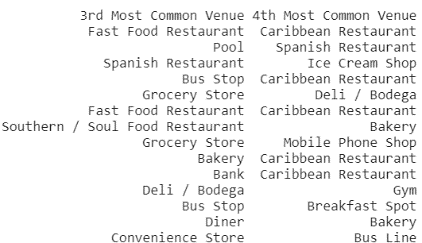 3rd Most Common Venue 4th Most Common Venue
Fast Food Restaurant Caribbean Restaurant
Pool Spanish Restaurant
Spanish Restaurant Ice Cream Shop
Bus Stop Caribbean Restaurant
Grocery Store Deli / Bodega
Fast Food Restaurant Caribbean Restaurant
Southern / Soul Food Restaurant Bakery
Grocery Store Mobile Phone Shop
Bakery Caribbean Restaurant
Bank Caribbean Restaurant
Deli / Bodega Gym
Bus Stop Breakfast Spot
Diner Bakery
Convenience Store Bus Line